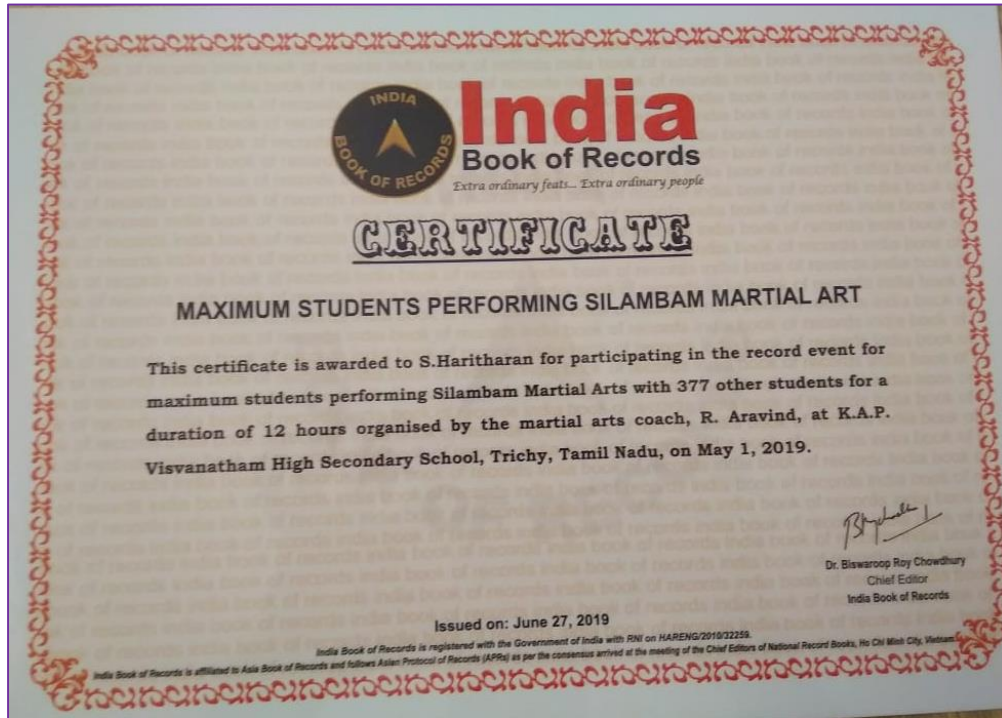 INDIA
BOOK OF RECORDS
India
Book of Records
Extra ordinary feats... Extra ordinary people
CERTIFICATE
MAXIMUM STUDENTS PERFORMING SILAMBAM MARTIAL ART
This certificate is awarded to S.Haritharan for participating in the record event for
maximum students performing Silambam Martial Arts with 377 other students for a
duration of 12 hours organised by the martial arts coach, R. Aravind, at K.A.P.
Visvanatham High Secondary School, Trichy, Tamil Nadu, on May 1, 2019.
Dr. Biswaroop Roy Chowdhury
Chief Editor
India Book of Records
Issued on: June 27, 2019
India Book of Records is registered with the Government of India with RNI on HARENG/2010/32259.
India Book of Records is affiliated to Asia Book of Records and follows Asian Protocol of Records (APRs) as per the consensus arrived at the meeting of the Chief Editors of National Record Books, Ho Chi Minh City, Vietnam.